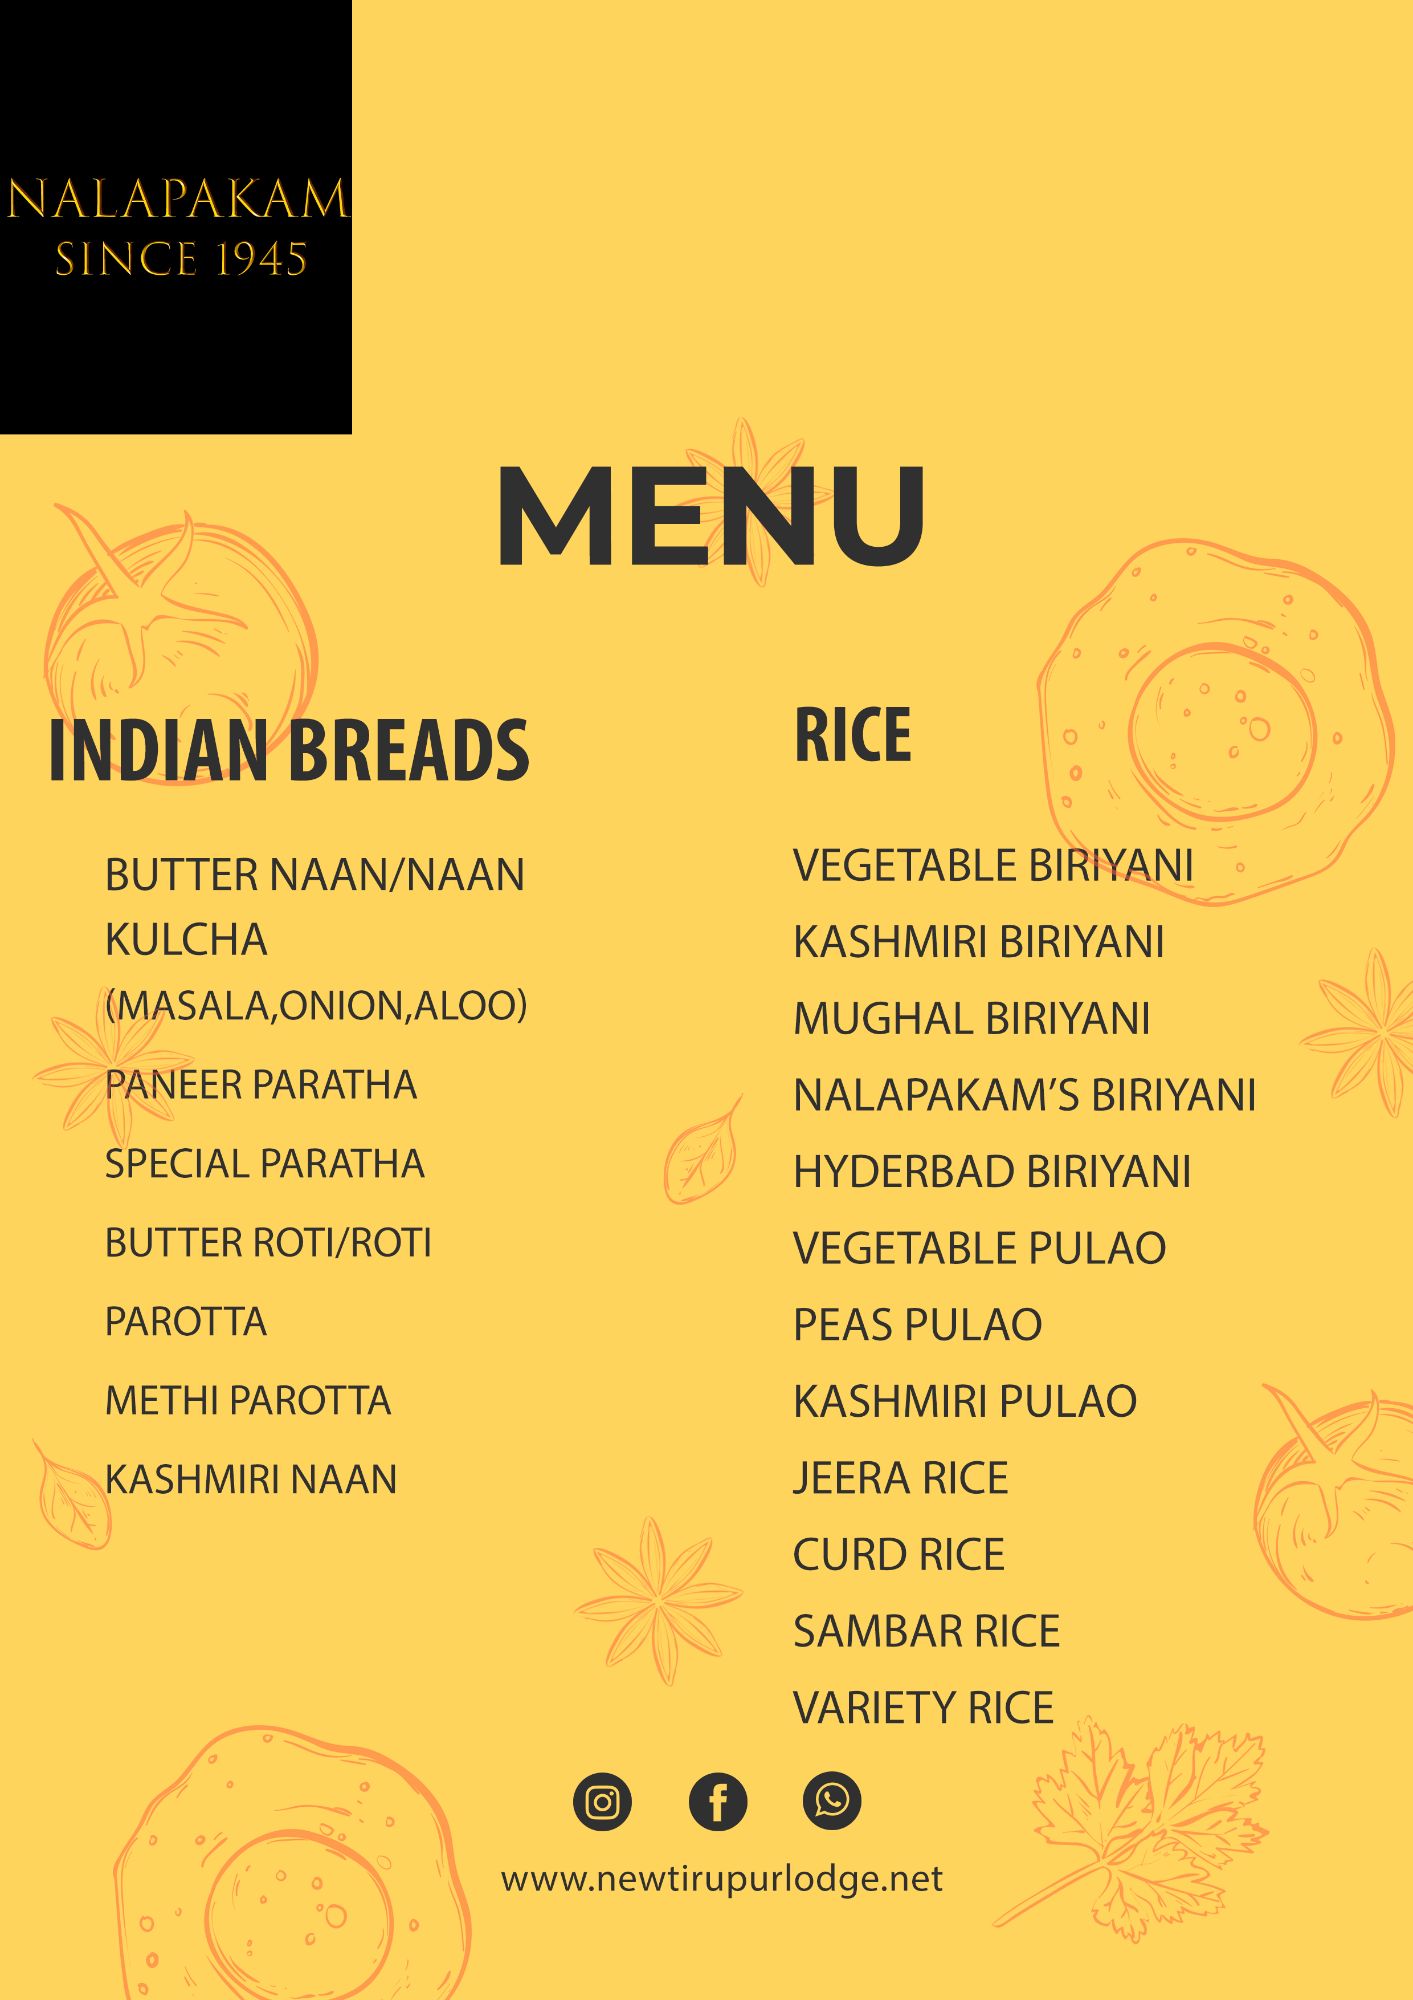 NALAPAKAM
SINCE 1945
MENU
INDIAN BREADS
BUTTER NAAN/NAAN
KULCHA
(MASALA,ONION,ALOO)
PANEER PARATHA
SPECIAL PARATHA
BUTTER ROTI/ROTI
PAROTTA
METHI PAROTTA
KASHMIRI NAAN
RICE
VEGETABLE BIRIYANI
KASHMIRI BIRIYANI
MUGHAL BIRIYANI
NALAPAKAM’S BIRIYANI
HYDERBAD BIRIYANI
VEGETABLE PULAO
PEAS PULAO
KASHMIRI PULAO
JEERA RICE
CURD RICE
SAMBAR RICE
VARIETY RICE
www.newtirupurlodge.net